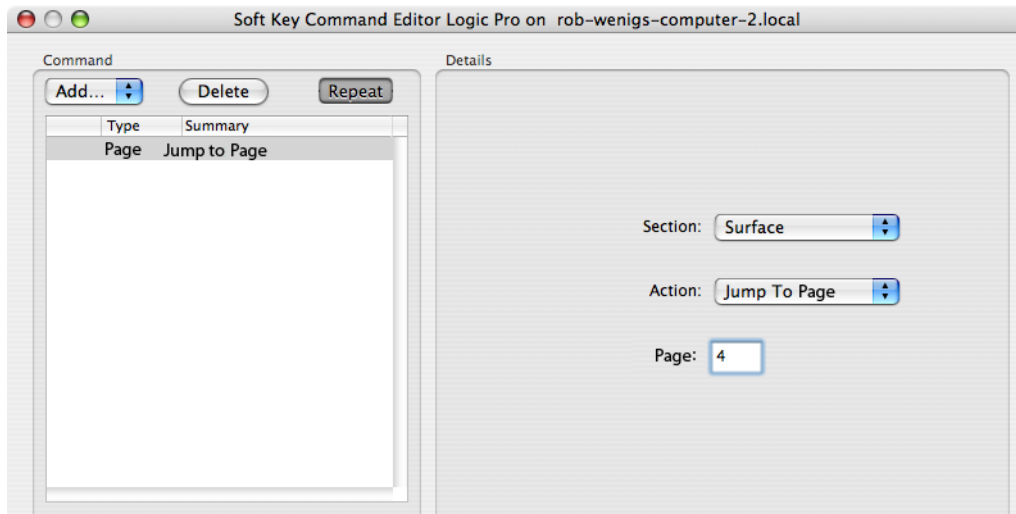 Soft Key Command Editor Logic Pro on rob-wenigs-computer-2.local
Command
Add... Delete Repeat
Type Summary
Page Jump to Page
Details
Section: Surface
Action: Jump To Page
Page: 4